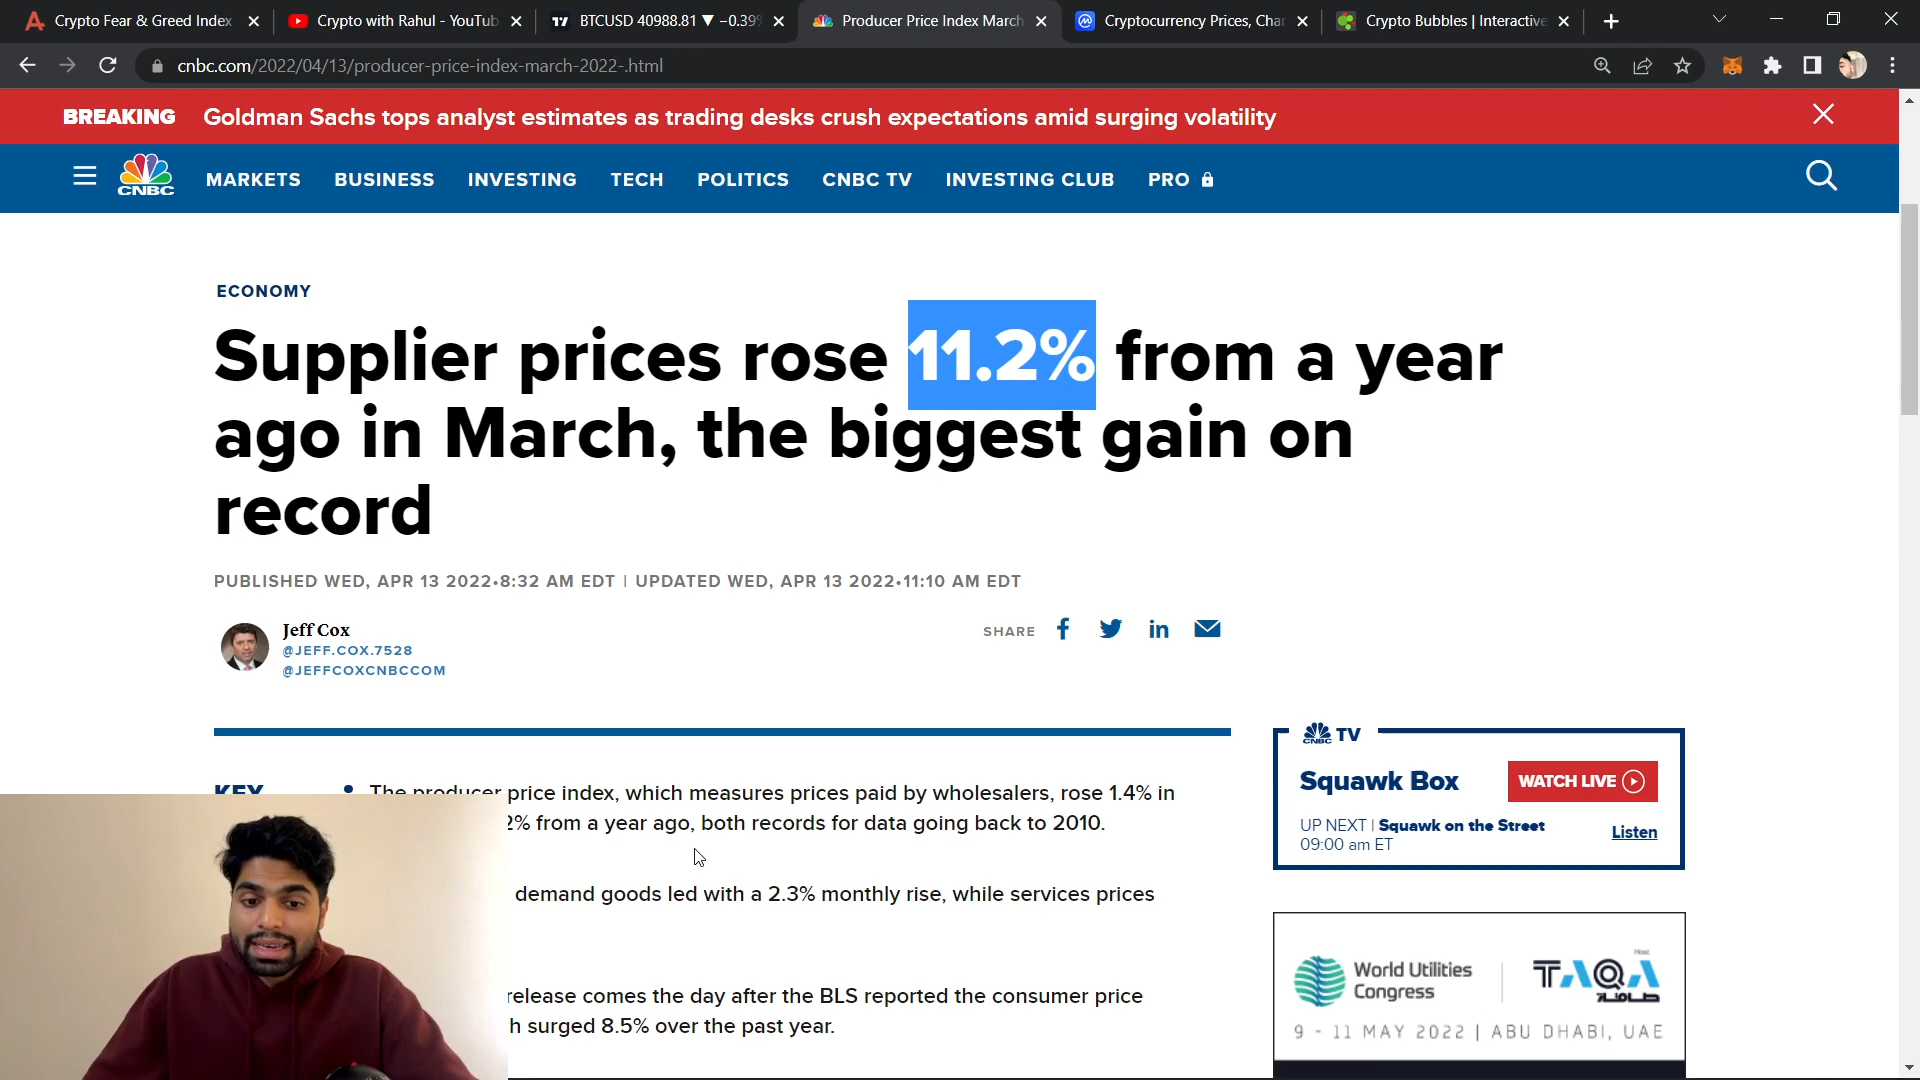 Crypto Fear & Greed Index
Crypto with Rahul - YouTub
BTCUSD 40988.81 ▼ −0.39%
Producer Price Index March
Cryptocurrency Prices, Char
Crypto Bubbles | Interactive
cnbc.com/2022/04/13/producer-price-index-march-2022-.html
BREAKING Goldman Sachs tops analyst estimates as trading desks crush expectations amid surging volatility
CNBC
MARKETS BUSINESS INVESTING TECH POLITICS CNBC TV INVESTING CLUB PRO
ECONOMY
Supplier prices rose 11.2% from a year
ago in March, the biggest gain on
record
PUBLISHED WED, APR 13 2022•8:32 AM EDT | UPDATED WED, APR 13 2022•11:10 AM EDT
Jeff Cox
@JEFF.COX.7528
@JEFFCOXCNBCCOM
SHARE
KEY
The producer price index, which measures prices paid by wholesalers, rose 1.4% in
2% from a year ago, both records for data going back to 2010.
demand goods led with a 2.3% monthly rise, while services prices
release comes the day after the BLS reported the consumer price
h surged 8.5% over the past year.
CNBC TV
Squawk Box
WATCH LIVE
UP NEXT | Squawk on the Street
09:00 am ET
Listen
World Utilities
Congress
Host
TAQA
طاقة
9 - 11 MAY 2022 | ABU DHABI, UAE